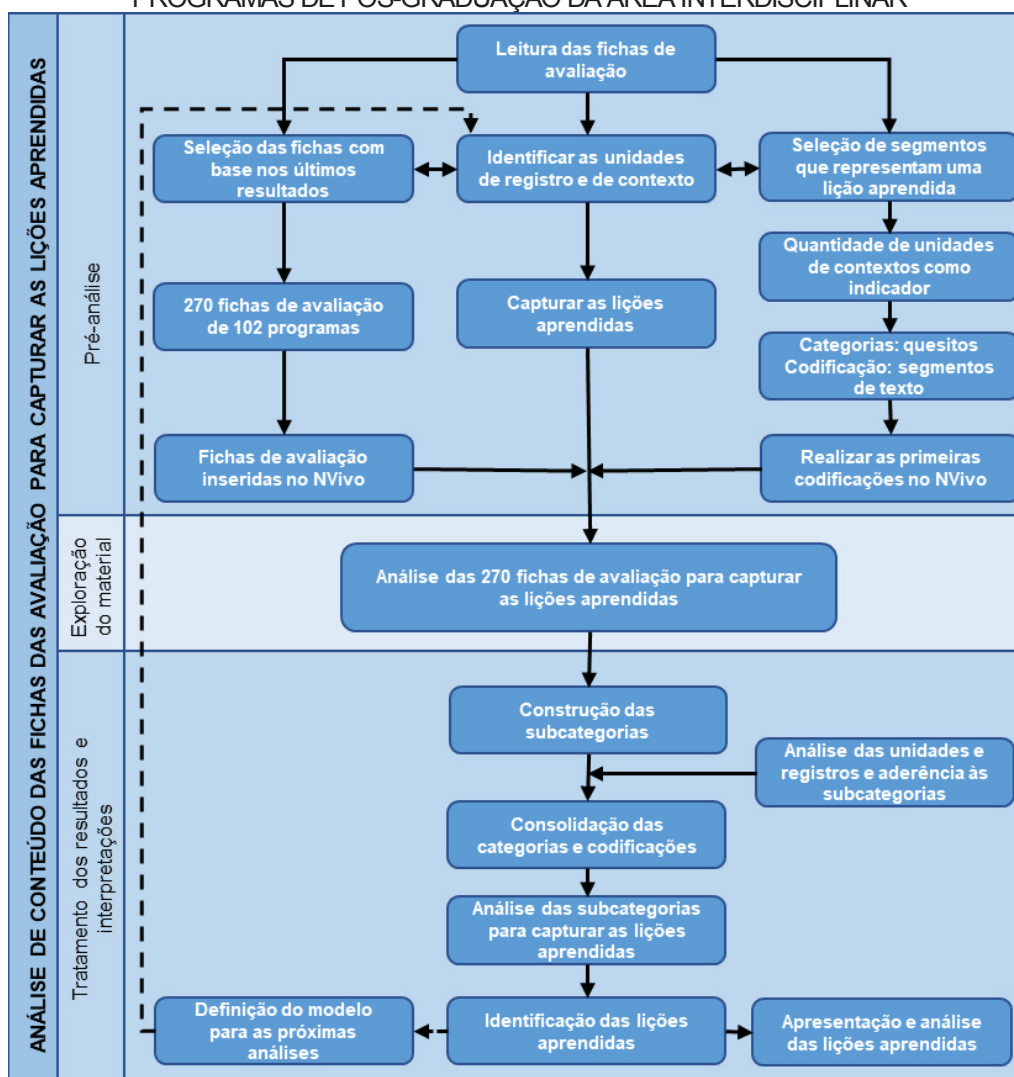 PROGRAMAS DE PÓS-GRADUAÇÃO DA ÁREA INTERDISCIPLINAR
ANÁLISE DE CONTEÚDO DAS FICHAS DAS AVALIAÇÃO PARA CAPTURAR AS LIÇÕES APRENDIDAS
Pré-análise
Leitura das fichas de
avaliação
Seleção das fichas com
base nos últimos
resultados
Identificar as unidades
de registro e de contexto
Seleção de segmentos
que representam uma
lição aprendida
Quantidade de unidades
de contextos como
indicador
270 fichas de avaliação
de 102 programas
Capturar as lições
aprendidas
Categorias: quesitos
Codificação: segmentos
de texto
Fichas de avaliação
inseridas no NVivo
Realizar as primeiras
codificações no NVivo
Exploração
do material
Análise das 270 fichas de avaliação para capturar
as lições aprendidas
Tratamento dos resultados e
interpretações
Construção das
subcategorias
Análise das unidades e
registros e aderência às
subcategorias
Consolidação das
categorias e codificações
Análise das subcategorias
para capturar as lições
aprendidas
Definição do modelo
para as próximas
análises
Identificação das lições
aprendidas
Apresentação e análise
das lições aprendidas